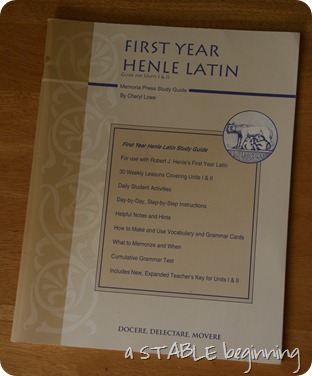 FIRST YEAR
HENLE LATIN
GUIDE FOR UNITS I & II
Memoria Press Study Guide
By Cheryl Lowe
First Year Henle Latin Study Guide
For use with Robert J. Henle's First Year Latin
30 Weekly Lessons Covering Units I & II
Daily Student Activities
Day-by-Day, Step-by-Step Instructions
Helpful Notes and Hints
How to Make and Use Vocabulary and Grammar Cards
What to Memorize and When
Cumulative Grammar Test
Includes New, Expanded Teacher's Key for Units I & II
DOCERE, DELECTARE, MOVERE
a STABLE beginning